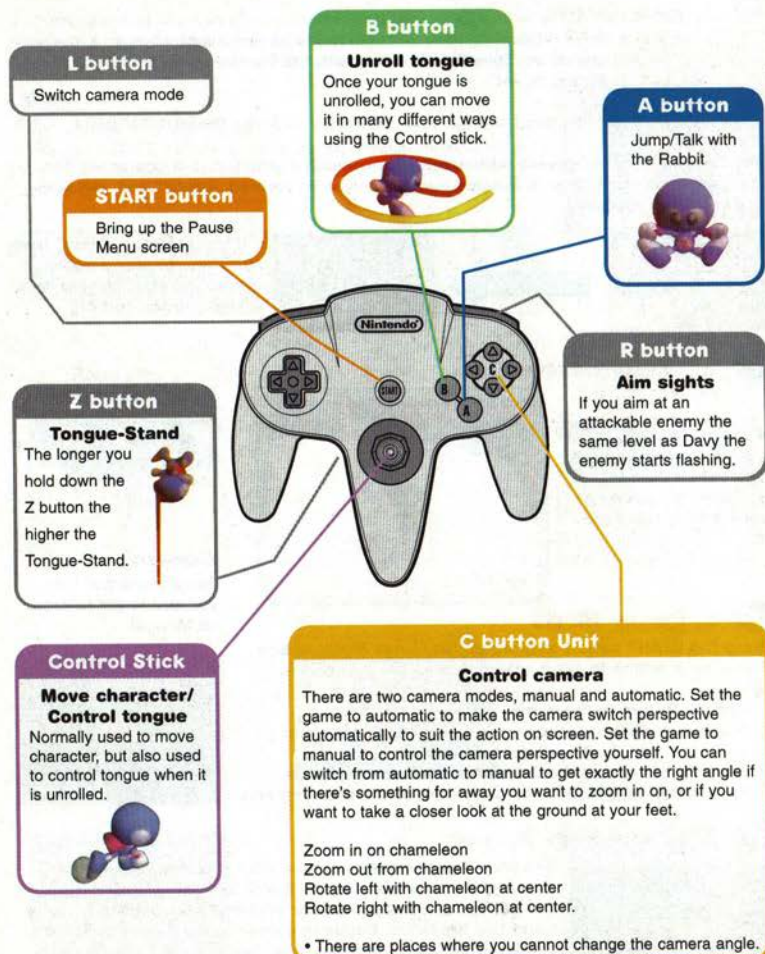 B button
Unroll tongue
Once your tongue is
unrolled, you can move
it in many different ways
using the Control stick.
L button
Switch camera mode
A button
Jump/Talk with
the Rabbit
START button
Bring up the Pause
Menu screen
Nintendo
START
B
A
C
R button
Aim sights
If you aim at an
attackable enemy the
same level as Davy the
enemy starts flashing.
Z button
Tongue-Stand
The longer you
hold down the
Z button the
higher the
Tongue-Stand.
Control Stick
Move character/
Control tongue
Normally used to move
character, but also used
to control tongue when it
is unrolled.
C button Unit
Control camera
There are two camera modes, manual and automatic. Set the
game to automatic to make the camera switch perspective
automatically to suit the action on screen. Set the game to
manual to control the camera perspective yourself. You can
switch from automatic to manual to get exactly the right angle if
there's something for away you want to zoom in on, or if you
want to take a closer look at the ground at your feet.
Zoom in on chameleon
Zoom out from chameleon
Rotate left with chameleon at center
Rotate right with chameleon at center.
• There are places where you cannot change the camera angle.